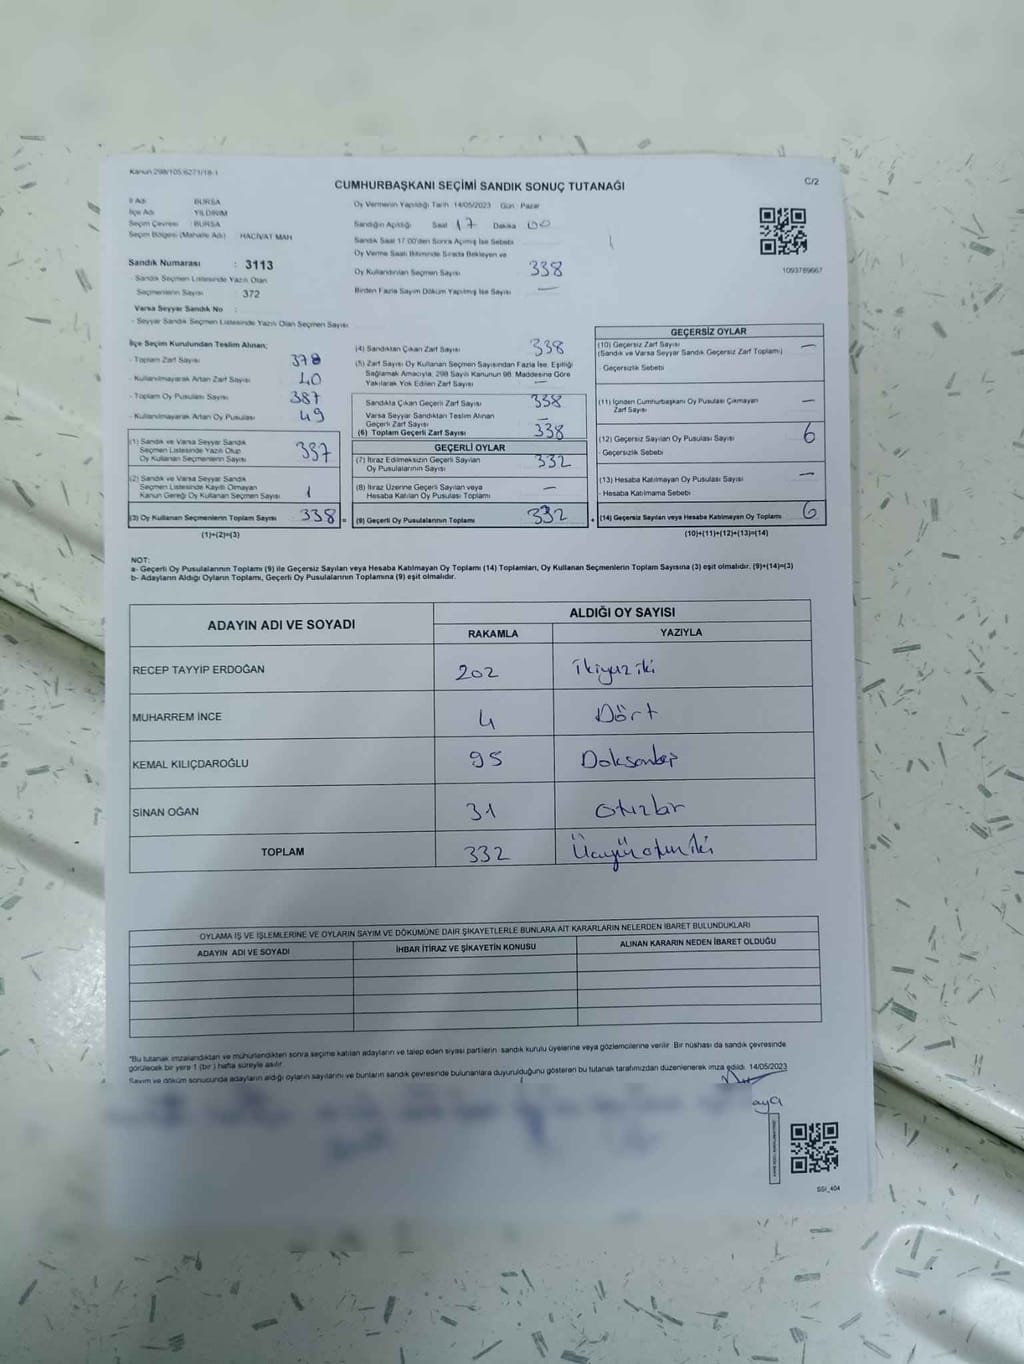 Kanun 298/105.6271/18-1
CUMHURBAŞKANI SEÇİMİ SANDIK SONUÇ TUTANAĞI
C/2
İl Adı : BURSA
İlçe Adı : YILDIRIM
Seçim Çevresi : BURSA
Seçim Bölgesi (Mahalle Adı) : HACİVAT MAH
Sandık Numarası : 3113
Sandık Seçmen Listesinde Yazılı Olan
Seçmenlerin Sayısı : 372
Varsa Seyyar Sandık No :
- Seyyar Sandık Seçmen Listesinde Yazılı Olan Seçmen Sayısı
Oy Vermenin Yapıldığı Tarih 14/05/2023 Gün : Pazar
Sandığın Açıldığı Saat 17 Dakika 00
Sandık Saat 17.00'den Sonra Açılmış İse Sebebi
Oy Verme Saati Bitiminde Sırada Bekleyen ve
Oy Kullandırılan Seçmen Sayısı 338
Birden Fazla Sayım Döküm Yapılmış İse Sayısı —
1093789667
İlçe Seçim Kurulundan Teslim Alınan;
- Toplam Zarf Sayısı 378
- Kullanılmayarak Artan Zarf Sayısı 40
- Toplam Oy Pusulası Sayısı 387
- Kullanılmayarak Artan Oy Pusulası 49
(1) Sandık ve Varsa Seyyar Sandık
Seçmen Listesinde Yazılı Olup
Oy Kullanan Seçmenlerin Sayısı 337
(2) Sandık ve Varsa Seyyar Sandık
Seçmen Listesinde Kayıtlı Olmayan
Kanun Gereği Oy Kullanan Seçmen Sayısı 1
(3) Oy Kullanan Seçmenlerin Toplam Sayısı 338 =
(1)+(2)=(3)
(4) Sandıktan Çıkan Zarf Sayısı 338
(5) Zarf Sayısı Oy Kullanan Seçmen Sayısından Fazla İse, Eşitliği
Sağlamak Amacıyla, 298 Sayılı Kanunun 98. Maddesine Göre
Yakılarak Yok Edilen Zarf Sayısı —
Sandıkta Çıkan Geçerli Zarf Sayısı 338
Varsa Seyyar Sandıktan Teslim Alınan
Geçerli Zarf Sayısı —
(6) Toplam Geçerli Zarf Sayısı 338
GEÇERLİ OYLAR
(7) İtiraz Edilmeksizin Geçerli Sayılan
Oy Pusulalarının Sayısı 332
(8) İtiraz Üzerine Geçerli Sayılan veya
Hesaba Katılan Oy Pusulası Toplamı —
(9) Geçerli Oy Pusulalarının Toplamı 332 +
GEÇERSİZ OYLAR
(10) Geçersiz Zarf Sayısı —
(Sandık ve Varsa Seyyar Sandık Geçersiz Zarf Toplamı)
- Geçersizlik Sebebi
(11) İçinden Cumhurbaşkanı Oy Pusulası Çıkmayan
Zarf Sayısı —
(12) Geçersiz Sayılan Oy Pusulası Sayısı 6
- Geçersizlik Sebebi
(13) Hesaba Katılmayan Oy Pusulası Sayısı —
- Hesaba Katılmama Sebebi
(14) Geçersiz Sayılan veya Hesaba Katılmayan Oy Toplamı 6
(10)+(11)+(12)+(13)=(14)
NOT:
a- Geçerli Oy Pusulalarının Toplamı (9) ile Geçersiz Sayılan veya Hesaba Katılmayan Oy Toplamı (14) Toplamları, Oy Kullanan Seçmenlerin Toplam Sayısına (3) eşit olmalıdır. (9)+(14)=(3)
b- Adayların Aldığı Oyların Toplamı, Geçerli Oy Pusulalarının Toplamına (9) eşit olmalıdır.
ADAYIN ADI VE SOYADI
ALDIĞI OY SAYISI
RAKAMLA YAZIYLA
RECEP TAYYİP ERDOĞAN 202 İkiyüz iki
MUHARREM İNCE 4 Dört
KEMAL KILIÇDAROĞLU 95 Doksanbeş
SİNAN OĞAN 31 Otuzbir
TOPLAM 332 Üçyüz otuz iki
OYLAMA İŞ VE İŞLEMLERİNE VE OYLARIN SAYIM VE DÖKÜMÜNE DAİR ŞİKAYETLERLE BUNLARA AİT KARARLARIN NELERDEN İBARET BULUNDUKLARI
ADAYIN ADI VE SOYADI İHBAR İTİRAZ VE ŞİKAYETİN KONUSU ALINAN KARARIN NEDEN İBARET OLDUĞU
"Bu tutanak imzalandıktan ve mühürlendikten sonra seçime katılan adayların ve talep eden siyasi partilerin sandık kurulu üyelerine veya gözlemcilerine verilir. Bir nüshası da sandık çevresinde
görülecek bir yere 1 (bir) hafta süreyle asılır.
Sayım ve döküm sonucunda adayların aldığı oyların sayılarını ve bunların sandık çevresinde bulunanlara duyurulduğunu gösteren bu tutanak tarafımızdan düzenlenerek imza edildi. 14/05/2023
SSI_404